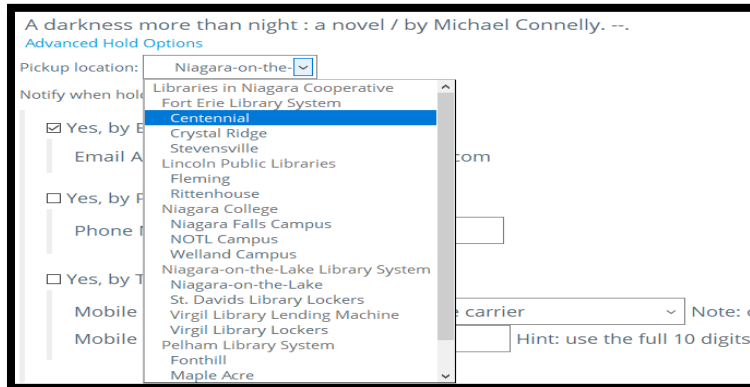 A darkness more than night : a novel / by Michael Connelly. --.
Advanced Hold Options
Pickup location: Niagara-on-the-
Notify when
Libraries in Niagara Cooperative
Fort Erie Library System
Centennial
Crystal Ridge
Stevensville
Lincoln Public Libraries
Fleming
Rittenhouse
Niagara College
Niagara Falls Campus
NOTL Campus
Welland Campus
Niagara-on-the-Lake Library System
Niagara-on-the-Lake
St. Davids Library Lockers
Virgil Library Lending Machine
Virgil Library Lockers
Pelham Library System
Fonthill
Maple Acre
Yes, by E
Email A com
Yes, by
Phone
Yes, by T
Mobile carrier Note:
Mobile Hint: use the full 10 digits